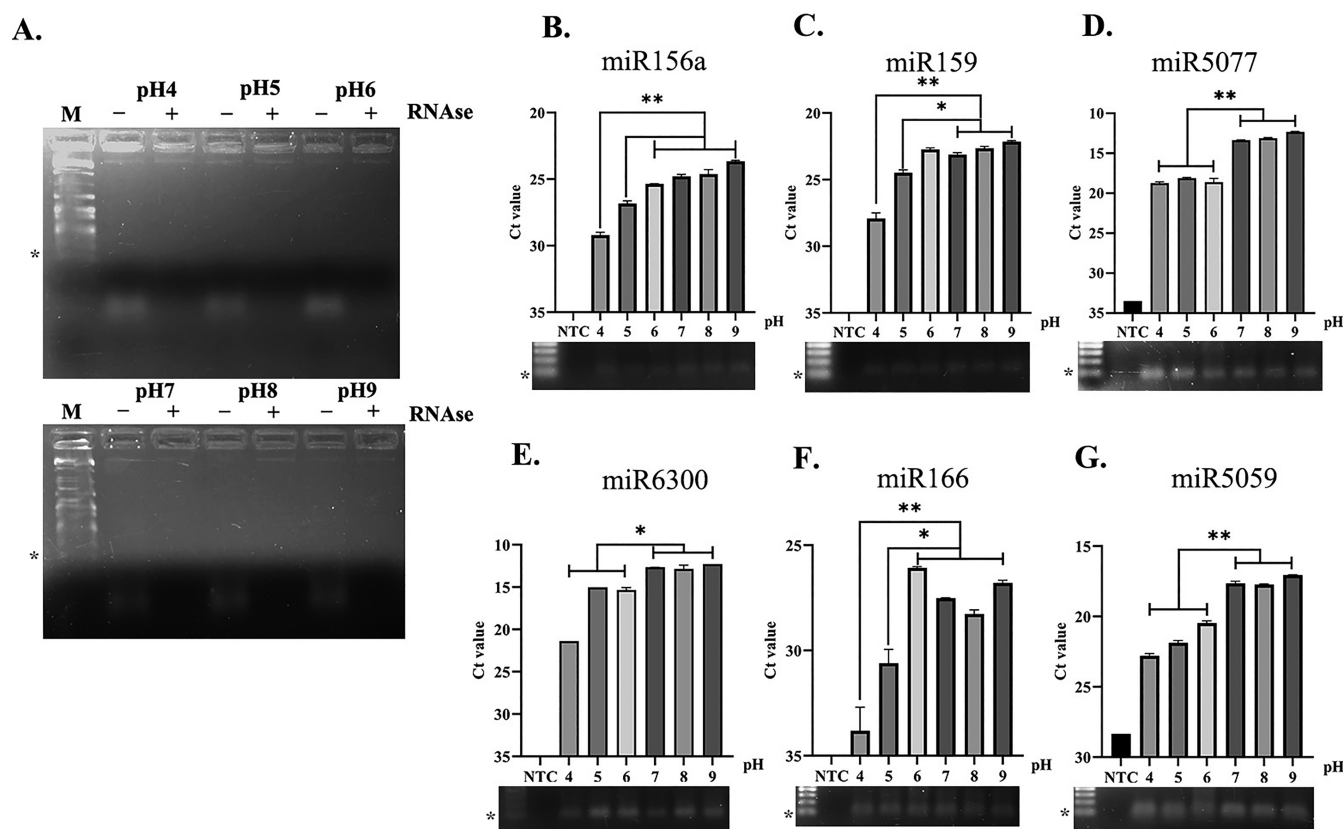 A.
pH4 pH5 pH6
M − + − + − + RNAse
*
pH7 pH8 pH9
M − + − + − + RNAse
*
B.
miR156a
**
20
25
30
35
Ct value
NTC 4 5 6 7 8 9 pH
*
C.
miR159
**
*
20
25
30
35
Ct value
NTC 4 5 6 7 8 9 pH
*
D.
miR5077
**
10
15
20
25
30
35
Ct value
NTC 4 5 6 7 8 9 pH
*
E.
miR6300
*
10
15
20
25
30
35
Ct value
NTC 4 5 6 7 8 9 pH
*
F.
miR166
**
*
25
30
35
Ct value
NTC 4 5 6 7 8 9 pH
*
G.
miR5059
**
15
20
25
30
Ct value
NTC 4 5 6 7 8 9 pH
*